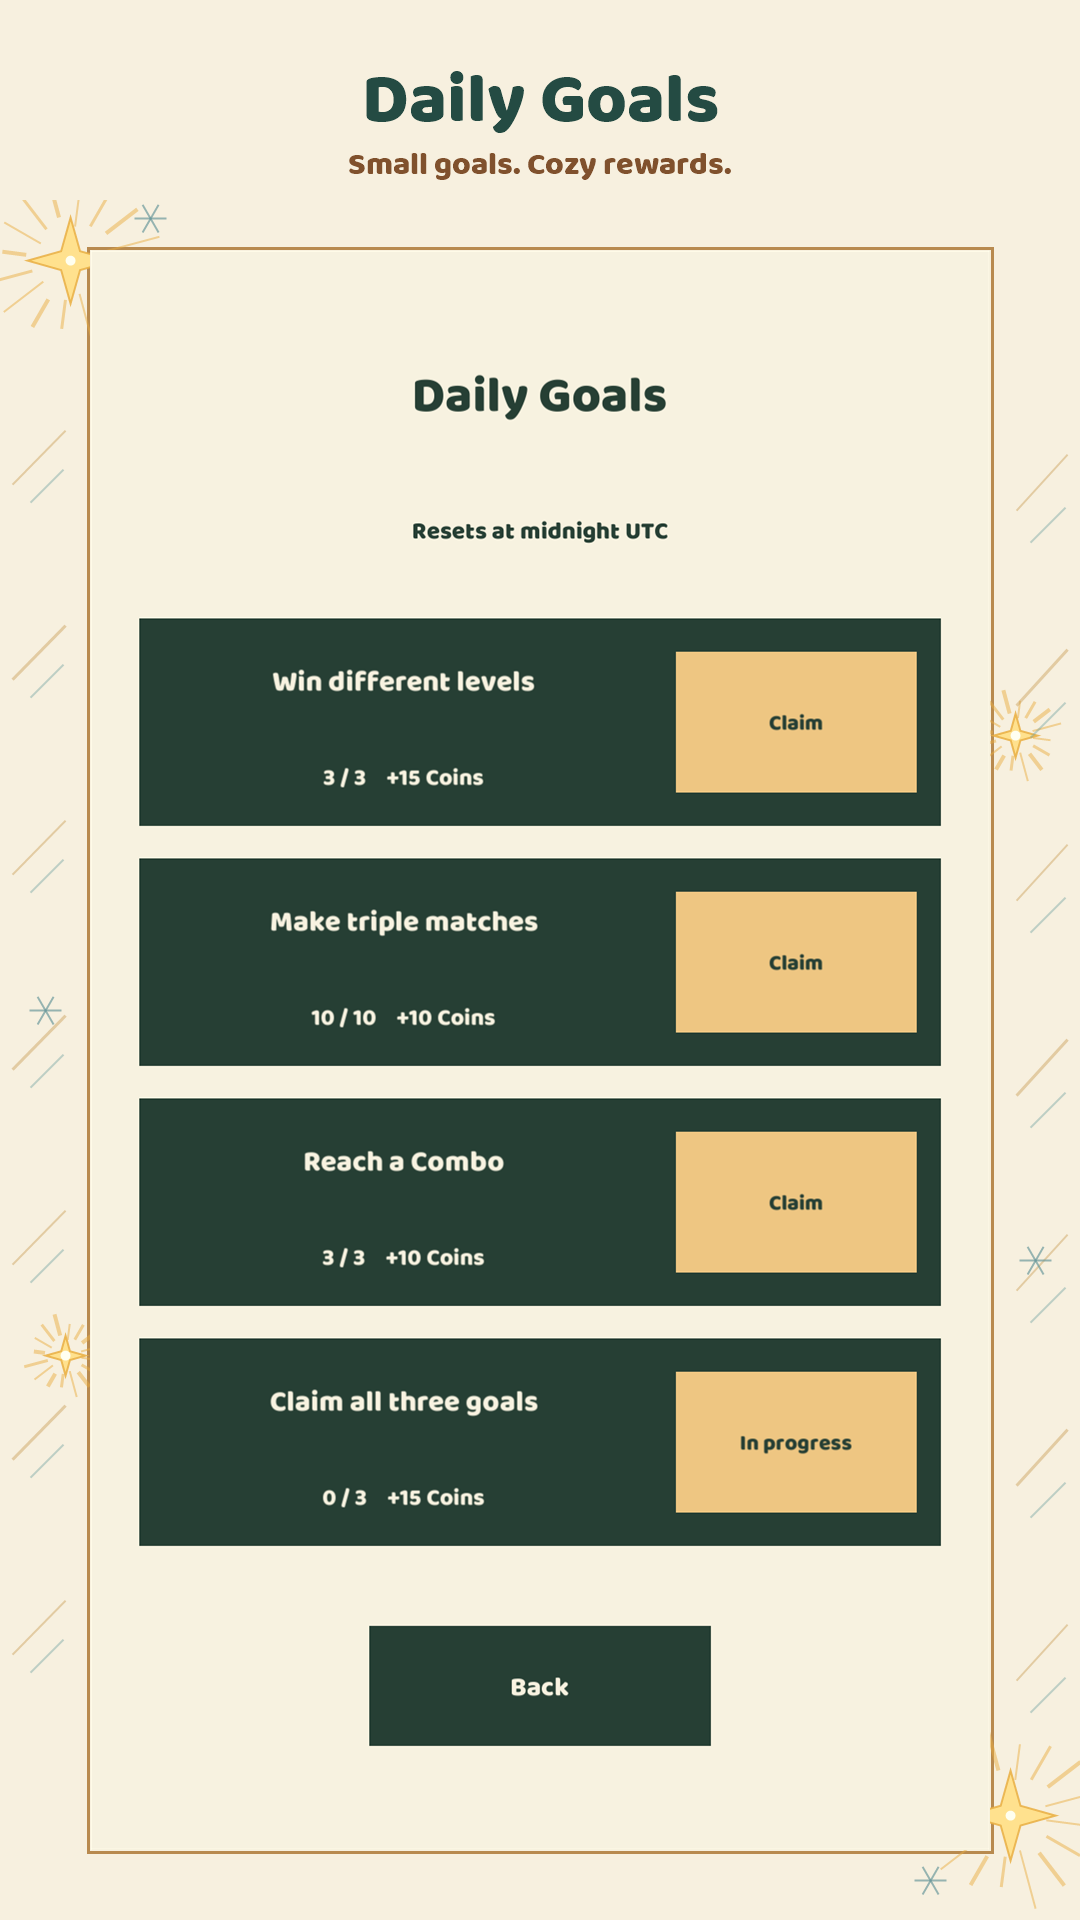 Daily Goals
Small goals. Cozy rewards.
Daily Goals
Resets at midnight UTC
Win different levels
3 / 3 +15 Coins
Claim
Make triple matches
10 / 10 +10 Coins
Claim
Reach a Combo
3 / 3 +10 Coins
Claim
Claim all three goals
0 / 3 +15 Coins
In progress
Back